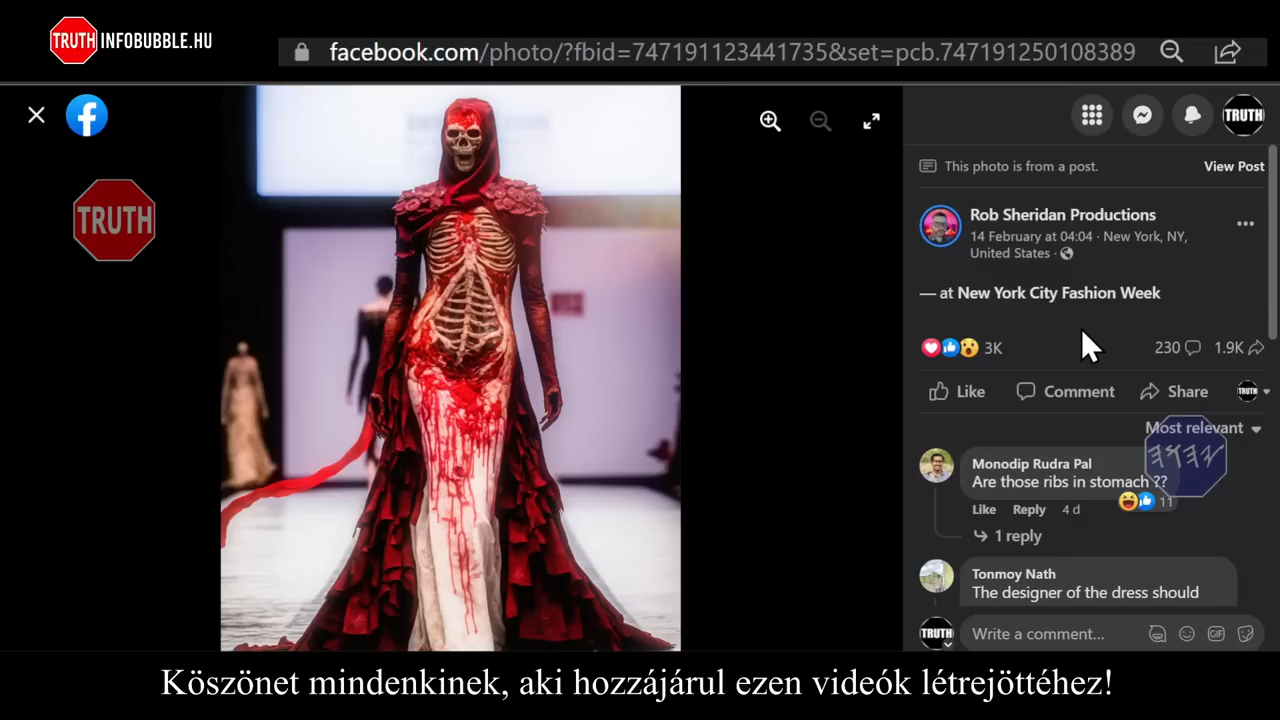 TRUTH INFOBUBBLE.HU
facebook.com/photo/?fbid=747191123441735&set=pcb.747191250108389
TRUTH
TRUTH
This photo is from a post.
View Post
Rob Sheridan Productions
14 February at 04:04 · New York, NY,
United States ·
— at New York City Fashion Week
3K
230
1.9K
Like
Comment
Share
TRUTH
Most relevant
𐤉𐤄𐤅𐤄
Monodip Rudra Pal
Are those ribs in stomach ??
11
Like Reply 4 d
1 reply
Tonmoy Nath
The designer of the dress should
TRUTH
Write a comment...
GIF
Köszönet mindenkinek, aki hozzájárul ezen videók létrejöttéhez!